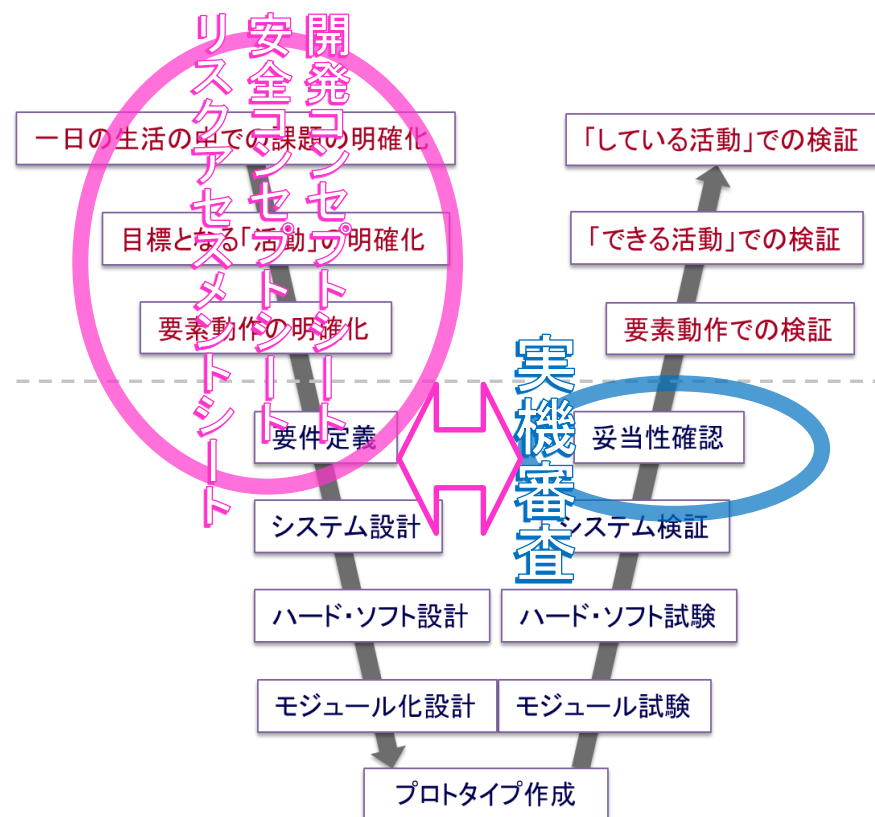 開発コンセプトシート
安全コンセプトシート
リスクアセスメントシート
一日の生活の中での課題の明確化
目標となる「活動」の明確化
要素動作の明確化
要件定義
システム設計
ハード・ソフト設計
モジュール化設計
プロトタイプ作成
「している活動」での検証
「できる活動」での検証
要素動作での検証
実機審査
妥当性確認
システム検証
ハード・ソフト試験
モジュール試験